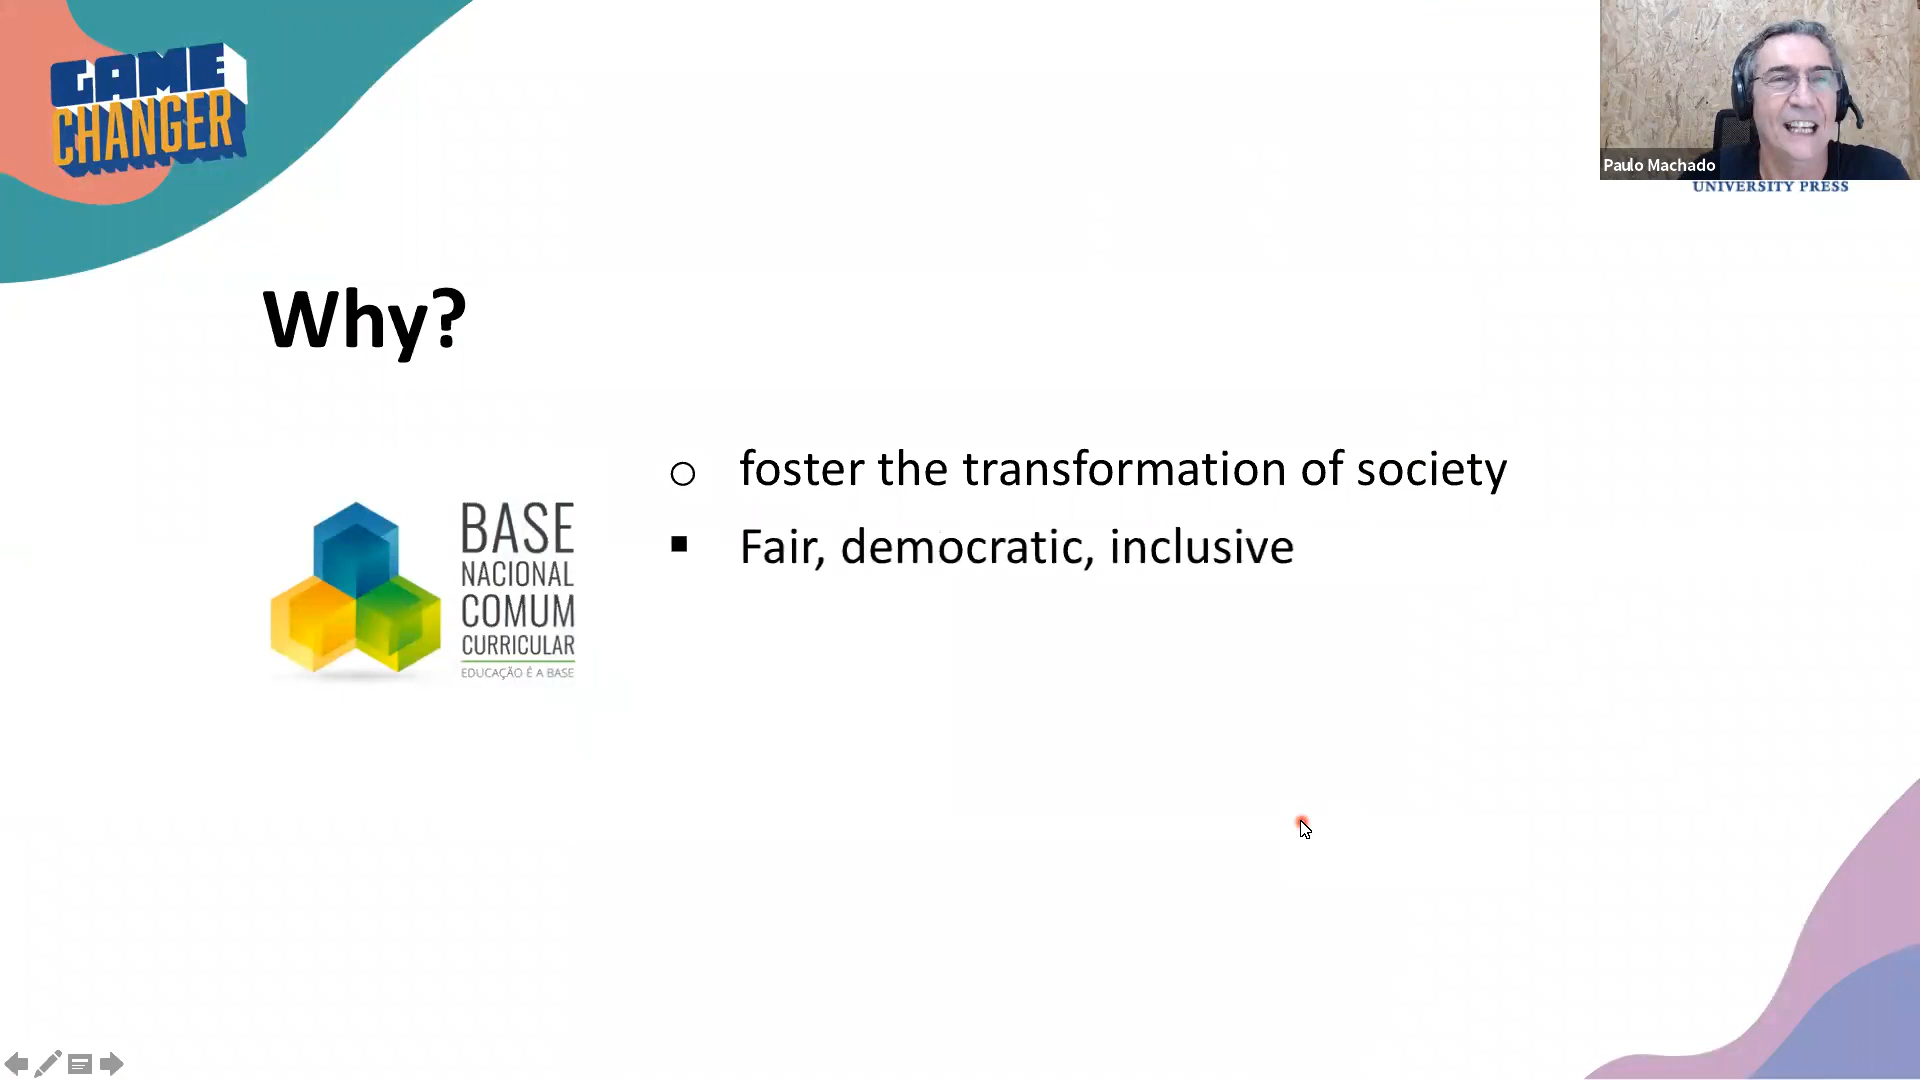 GAME
CHANGER
Paulo Machado
UNIVERSITY PRESS
Why?
foster the transformation of society
Fair, democratic, inclusive
BASE
NACIONAL
COMUM
CURRICULAR
EDUCAÇÃO É A BASE